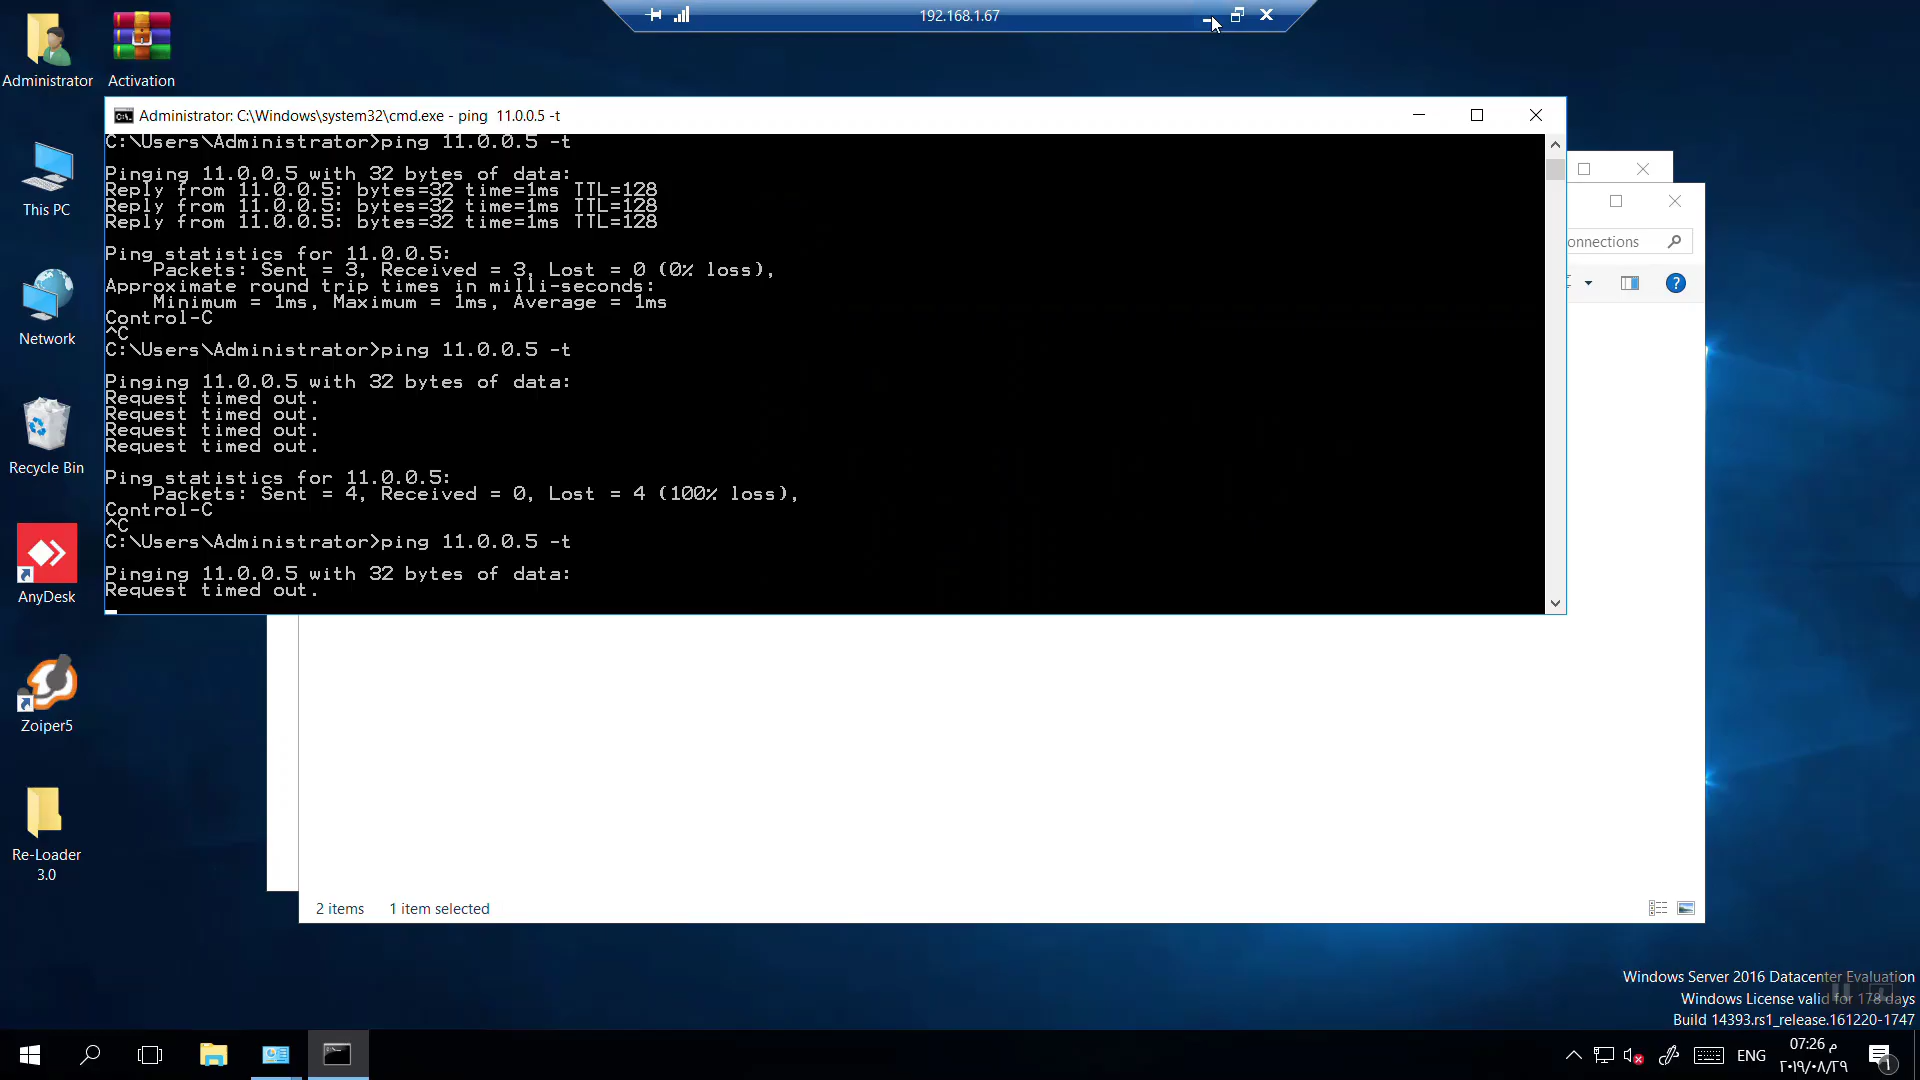 192.168.1.67
Administrator
Activation
This PC
Network
Recycle Bin
AnyDesk
Zoiper5
Re-Loader
3.0
Administrator: C:\Windows\system32\cmd.exe - ping  11.0.0.5 -t
C:\Users\Administrator>ping 11.0.0.5 -t
Pinging 11.0.0.5 with 32 bytes of data:
Reply from 11.0.0.5: bytes=32 time=1ms TTL=128
Reply from 11.0.0.5: bytes=32 time=1ms TTL=128
Reply from 11.0.0.5: bytes=32 time=1ms TTL=128
Ping statistics for 11.0.0.5:
    Packets: Sent = 3, Received = 3, Lost = 0 (0% loss),
Approximate round trip times in milli-seconds:
    Minimum = 1ms, Maximum = 1ms, Average = 1ms
Control-C
^C
C:\Users\Administrator>ping 11.0.0.5 -t
Pinging 11.0.0.5 with 32 bytes of data:
Request timed out.
Request timed out.
Request timed out.
Request timed out.
Ping statistics for 11.0.0.5:
    Packets: Sent = 4, Received = 0, Lost = 4 (100% loss),
Control-C
^C
C:\Users\Administrator>ping 11.0.0.5 -t
Pinging 11.0.0.5 with 32 bytes of data:
Request timed out.
onnections
2 items 1 item selected
Windows Server 2016 Datacenter Evaluation
Windows License valid for 178 days
Build 14393.rs1_release.161220-1747
ENG
07:26 م
٢٠١٩/٠٨/٢٩
١